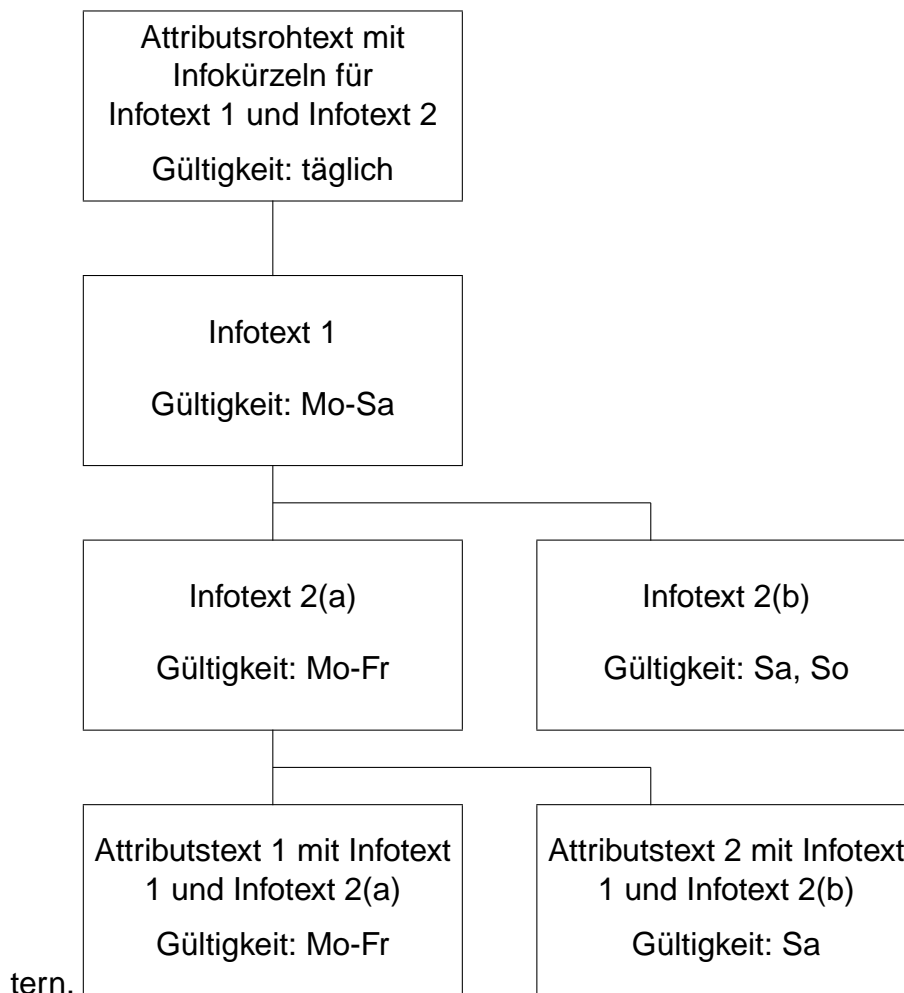 Attributsrohtext mit
Infokürzeln für
Infotext 1 und Infotext 2
Gültigkeit: täglich
Infotext 1
Gültigkeit: Mo-Sa
Infotext 2(a)
Gültigkeit: Mo-Fr
Infotext 2(b)
Gültigkeit: Sa, So
Attributstext 1 mit Infotext
1 und Infotext 2(a)
Gültigkeit: Mo-Fr
Attributstext 2 mit Infotext
1 und Infotext 2(b)
Gültigkeit: Sa
tern.